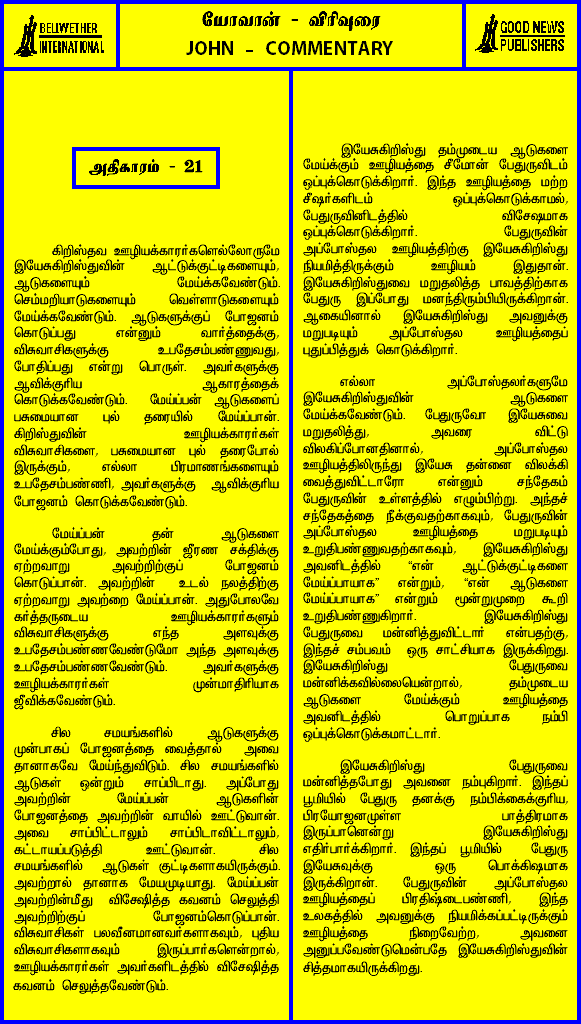 BELWETHER
INTERNATIONAL
யோவான் - விரிவுரை
JOHN - COMMENTARY
GOOD NEWS
PUBLISHERS
அதிகாரம் - 21
கிறிஸ்தவ ஊழியக்காரர்களெல்லோருமே
இயேசுகிறிஸ்துவின் ஆட்டுக்குட்டிகளையும்,
ஆடுகளையும் மேய்க்கவேண்டும்.
செம்மறியாடுகளையும் வெள்ளாடுகளையும்
மேய்க்கவேண்டும். ஆடுகளுக்குப் போஜனம்
கொடுப்பது என்னும் வார்த்தைக்கு,
விசுவாசிகளுக்கு உபதேசம்பண்ணுவது,
போதிப்பது என்று பொருள். அவர்களுக்கு
ஆவிக்குரிய ஆகாரத்தைக்
கொடுக்கவேண்டும். மேய்ப்பன் ஆடுகளைப்
பசுமையான புல் தரையில் மேய்ப்பான்.
கிறிஸ்துவின் ஊழியக்காரர்கள்
விசுவாசிகளை, பசுமையான புல் தரைபோல்
இருக்கும், எல்லா பிரமாணங்களையும்
உபதேசம்பண்ணி, அவர்களுக்கு ஆவிக்குரிய
போஜனம் கொடுக்கவேண்டும்.
மேய்ப்பன் தன் ஆடுகளை
மேய்க்கும்போது, அவற்றின் ஜீரண சக்திக்கு
ஏற்றவாறு அவற்றிற்குப் போஜனம்
கொடுப்பான். அவற்றின் உடல் நலத்திற்கு
ஏற்றவாறு அவற்றை மேய்ப்பான். அதுபோலவே
கர்த்தருடைய ஊழியக்காரர்களும்
விசுவாசிகளுக்கு எந்த அளவுக்கு
உபதேசம்பண்ணவேண்டுமோ அந்த அளவுக்கு
உபதேசம்பண்ணவேண்டும். அவர்களுக்கு
ஊழியக்காரர்கள் முன்மாதிரியாக
ஜீவிக்கவேண்டும்.
சில சமயங்களில் ஆடுகளுக்கு
முன்பாகப் போஜனத்தை வைத்தால் அவை
தானாகவே மேய்ந்துவிடும். சில சமயங்களில்
ஆடுகள் ஒன்றும் சாப்பிடாது. அப்போது
அவற்றின் மேய்ப்பன் ஆடுகளின்
போஜனத்தை அவற்றின் வாயில் ஊட்டுவான்.
அவை சாப்பிட்டாலும் சாப்பிடாவிட்டாலும்,
கட்டாயப்படுத்தி ஊட்டுவான். சில
சமயங்களில் ஆடுகள் குட்டிகளாகயிருக்கும்.
அவற்றால் தானாக மேயமுடியாது. மேய்ப்பன்
அவற்றின்மீது விசேஷித்த கவனம் செலுத்தி
அவற்றிற்குப் போஜனம்கொடுப்பான்.
விசுவாசிகள் பலவீனமானவர்களாகவும், புதிய
விசுவாசிகளாகவும் இருப்பார்களென்றால்,
ஊழியக்காரர்கள் அவர்களிடத்தில் விசேஷித்த
கவனம் செலுத்தவேண்டும்.
இயேசுகிறிஸ்து தம்முடைய ஆடுகளை
மேய்க்கும் ஊழியத்தை சீமோன் பேதுருவிடம்
ஒப்புக்கொடுக்கிறார். இந்த ஊழியத்தை மற்ற
சீஷர்களிடம் ஒப்புக்கொடுக்காமல்,
பேதுருவினிடத்தில் விசேஷமாக
ஒப்புக்கொடுக்கிறார். பேதுருவின்
அப்போஸ்தல ஊழியத்திற்கு இயேசுகிறிஸ்து
நியமித்திருக்கும் ஊழியம் இதுதான்.
இயேசுகிறிஸ்துவை மறுதலித்த பாவத்திற்காக
பேதுரு இப்போது மனந்திரும்பியிருக்கிறான்.
ஆகையினால் இயேசுகிறிஸ்து அவனுக்கு
மறுபடியும் அப்போஸ்தல ஊழியத்தைப்
புதுப்பித்துக் கொடுக்கிறார்.
எல்லா அப்போஸ்தலர்களுமே
இயேசுகிறிஸ்துவின் ஆடுகளை
மேய்க்கவேண்டும். பேதுருவோ இயேசுவை
மறுதலித்து, அவரை விட்டு
விலகிப்போனதினால், அப்போஸ்தல
ஊழியத்திலிருந்து இயேசு தன்னை விலக்கி
வைத்துவிட்டாரோ என்னும் சந்தேகம்
பேதுருவின் உள்ளத்தில் எழும்பிற்று. அந்தச்
சந்தேகத்தை நீக்குவதற்காகவும், பேதுருவின்
அப்போஸ்தல ஊழியத்தை மறுபடியும்
உறுதிபண்ணுவதற்காகவும், இயேசுகிறிஸ்து
அவனிடத்தில் “என் ஆட்டுக்குட்டிகளை
மேய்ப்பாயாக” என்றும், “என் ஆடுகளை
மேய்ப்பாயாக” என்றும் மூன்றுமுறை கூறி
உறுதிபண்ணுகிறார். இயேசுகிறிஸ்து
பேதுருவை மன்னித்துவிட்டார் என்பதற்கு,
இந்தச் சம்பவம் ஒரு சாட்சியாக இருக்கிறது.
இயேசுகிறிஸ்து பேதுருவை
மன்னிக்கவில்லையென்றால், தம்முடைய
ஆடுகளை மேய்க்கும் ஊழியத்தை
அவனிடத்தில் பொறுப்பாக நம்பி
ஒப்புக்கொடுக்கமாட்டார்.
இயேசுகிறிஸ்து பேதுருவை
மன்னித்தபோது அவனை நம்புகிறார். இந்தப்
பூமியில் பேதுரு தனக்கு நம்பிக்கைக்குரிய,
பிரயோஜனமுள்ள பாத்திரமாக
இருப்பானென்று இயேசுகிறிஸ்து
எதிர்பார்க்கிறார். இந்தப் பூமியில் பேதுரு
இயேசுவுக்கு ஒரு பொக்கிஷமாக
இருக்கிறான். பேதுருவின் அப்போஸ்தல
ஊழியத்தைப் பிரதிஷ்டைபண்ணி, இந்த
உலகத்தில் அவனுக்கு நியமிக்கப்பட்டிருக்கும்
ஊழியத்தை நிறைவேற்ற, அவனை
அனுப்பவேண்டுமென்பதே இயேசுகிறிஸ்துவின்
சித்தமாகயிருக்கிறது.